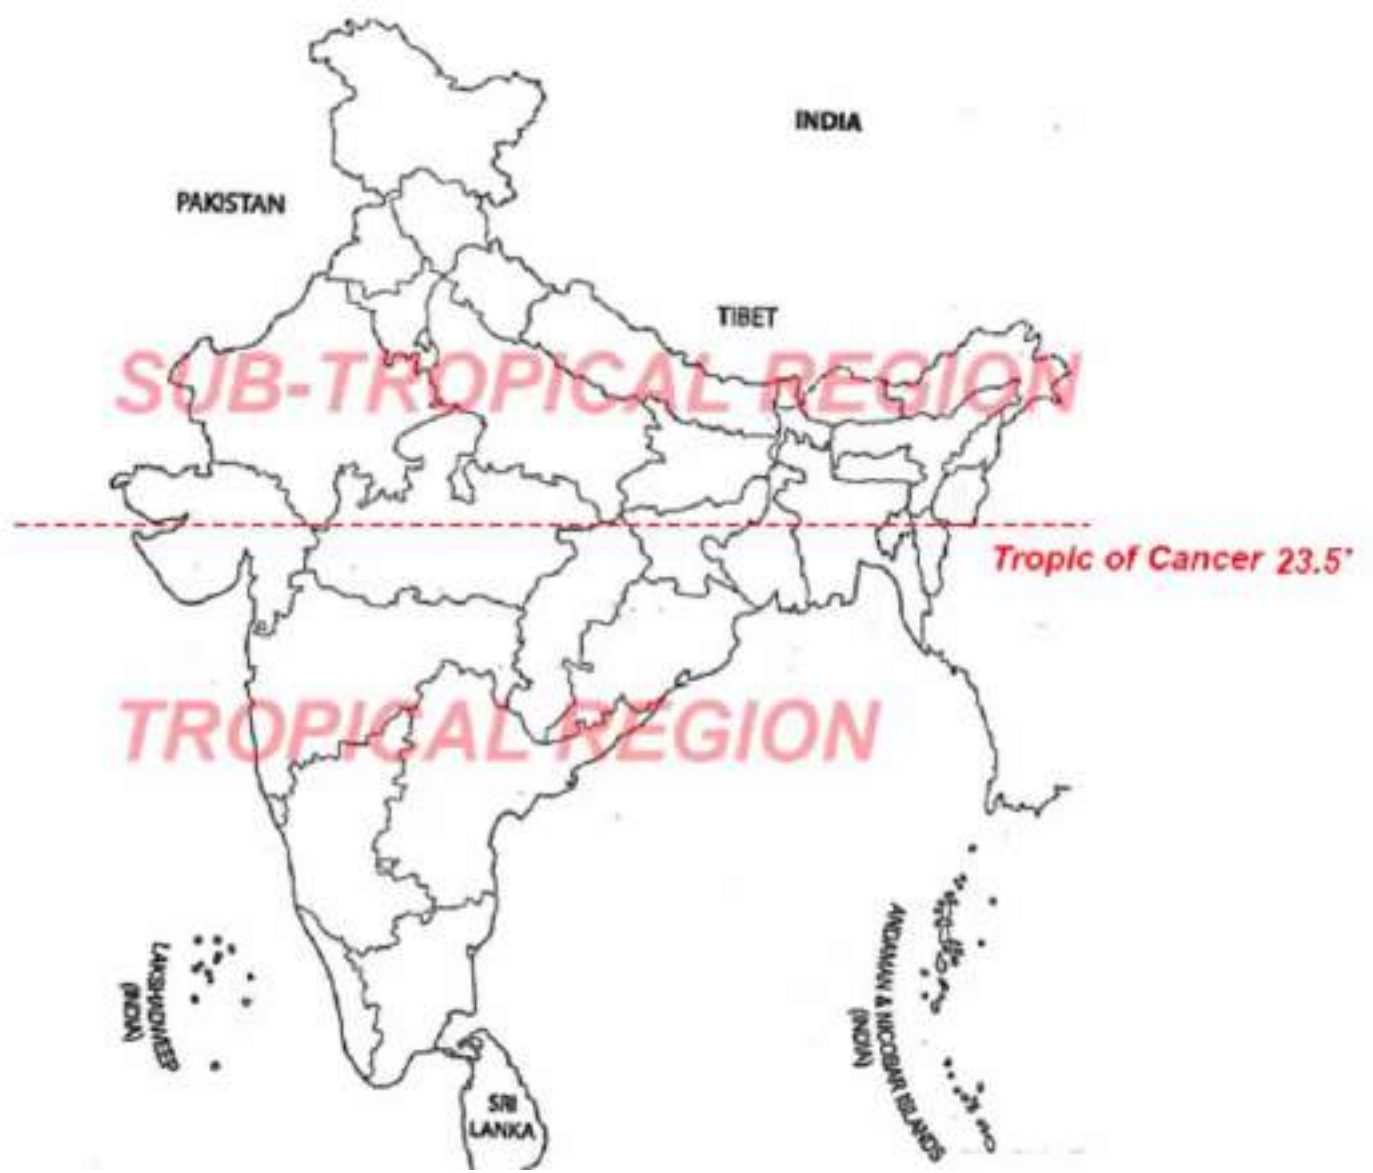 INDIA
PAKISTAN
TIBET
SUB-TROPICAL REGION
Tropic of Cancer 23.5°
TROPICAL REGION
LAKSHADWEEP
(INDIA)
ANDAMAN & NICOBAR ISLANDS
(INDIA)
SRI
LANKA